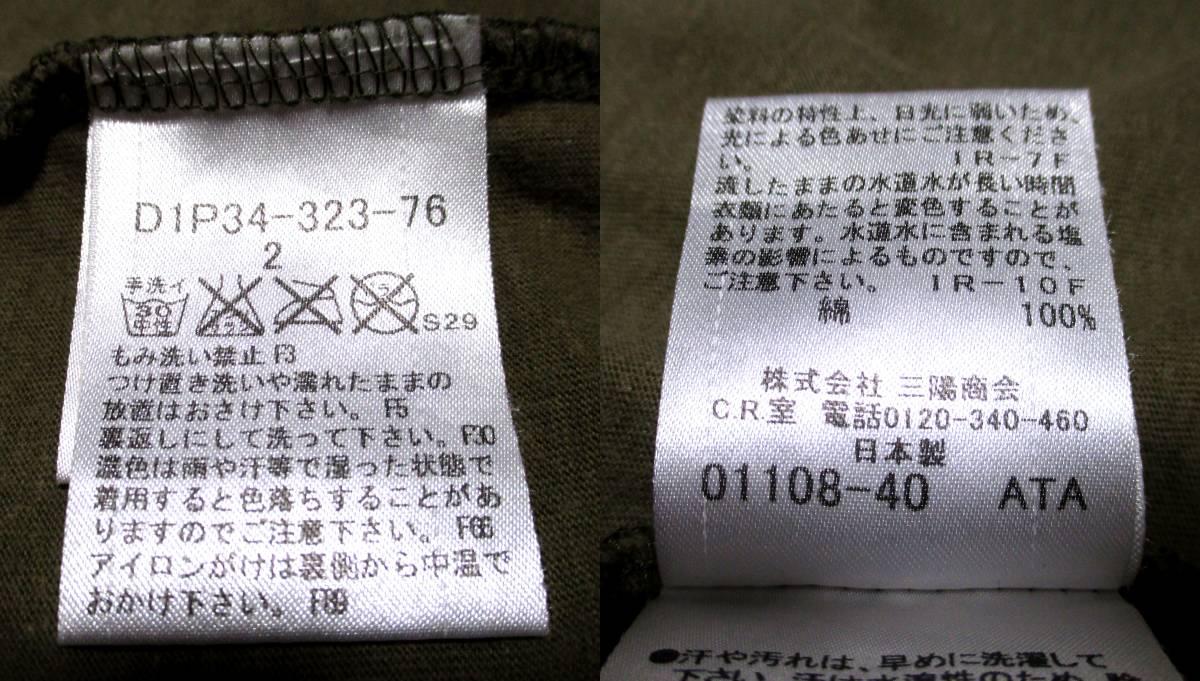 D1P34-323-76
2
手洗イ
30
中性
S29
もみ洗い禁止 F3
つけ置き洗いや濡れたままの
放置はおさけ下さい。 F5
裏返しにして洗って下さい。F30
濃色は雨や汗等で湿った状態で
着用すると色落ちすることがあ
りますのでご注意下さい。 F66
アイロンがけは裏側から中温で
おかけ下さい。 F89
染料の特性上、日光に弱いため、
光による色あせにご注意くださ
い。 IR-7F
流したままの水道水が長い時間
衣類にあたると変色することが
あります。水道水に含まれる塩
素の影響によるものですので、
ご注意下さい。 IR-10F
綿 100%
株式会社 三陽商会
C.R.室 電話0120-340-460
日本製
01108-40 ATA
●汗や汚れは、早めに洗濯して
下さい